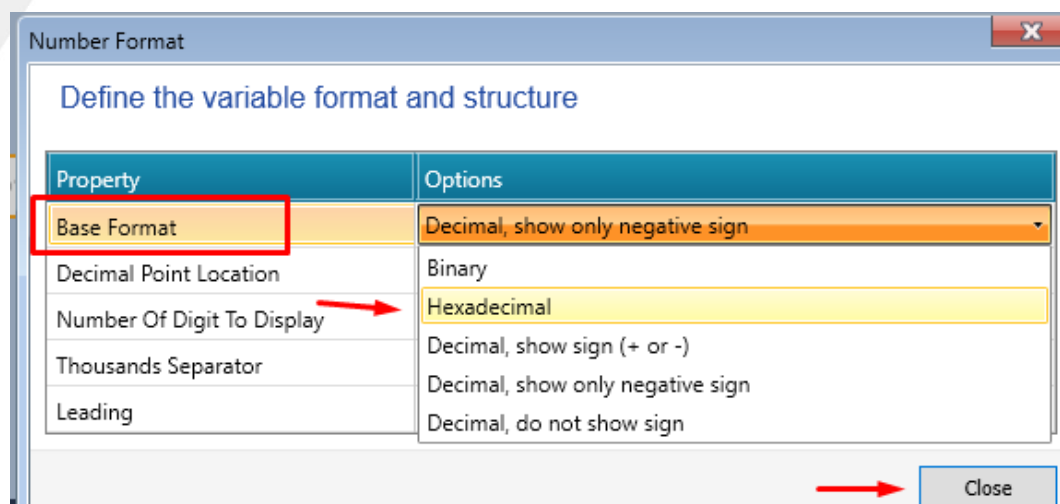 Number Format
Define the variable format and structure
Property Options
Base Format Decimal, show only negative sign
Decimal Point Location Binary
Hexadecimal
Number Of Digit To Display
Decimal, show sign (+ or -)
Thousands Separator
Decimal, show only negative sign
Leading
Decimal, do not show sign
Close